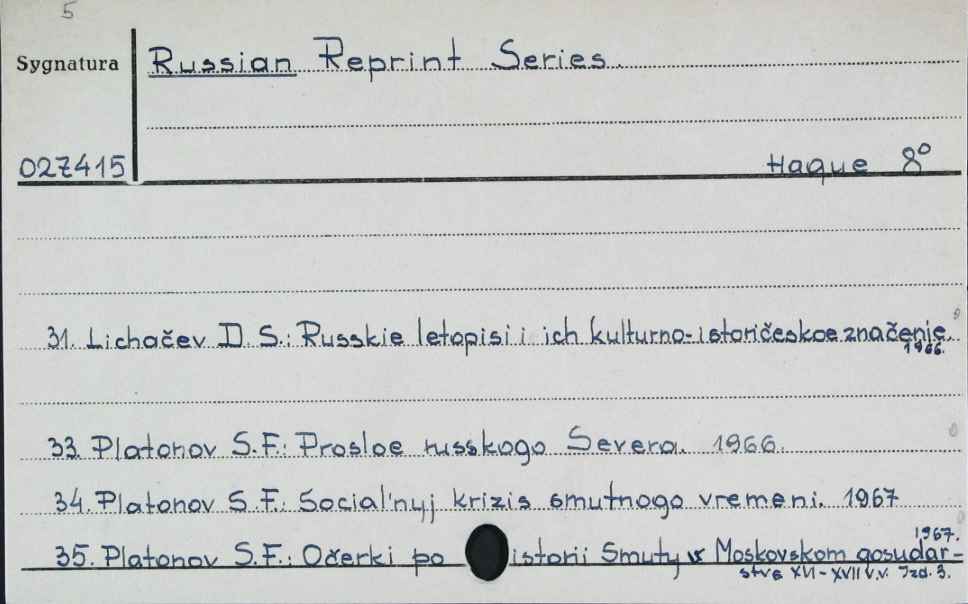 5
Sygnatura Russian Reprint Series.
027415 Haque 8°
31. Lichačev D. S.: Russkie letopisi i ich kulturno-istoričeskoe značenie.
1966.
33. Platonov S.F.: Prosloe russkogo Severa. 1966.
34. Platonov S.F.: Social'nyj krizis smutnogo vremeni. 1967
35. Platonov S.F.: Očerki po istorii Smuty v Moskovskom gosudar-
1967.
stve XVI - XVII v.v. Izd. 3.